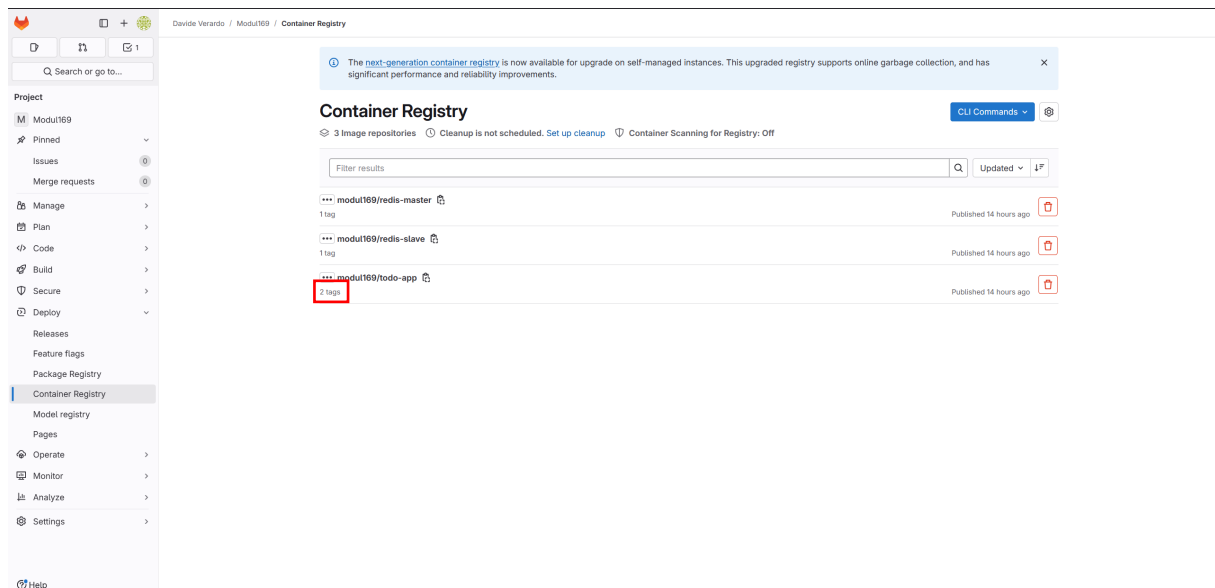 Davide Verardo / Modul169 / Container Registry
1
Search or go to...
Project
M Modul169
Pinned
Issues 0
Merge requests 0
Manage
Plan
Code
Build
Secure
Deploy
Releases
Feature flags
Package Registry
Container Registry
Model registry
Pages
Operate
Monitor
Analyze
Settings
Help
The next-generation container registry is now available for upgrade on self-managed instances. This upgraded registry supports online garbage collection, and has
significant performance and reliability improvements.
Container Registry
CLI Commands
3 Image repositories Cleanup is not scheduled. Set up cleanup Container Scanning for Registry: Off
Filter results Updated
modul169/redis-master
1 tag Published 14 hours ago
modul169/redis-slave
1 tag Published 14 hours ago
modul169/todo-app
2 tags Published 14 hours ago